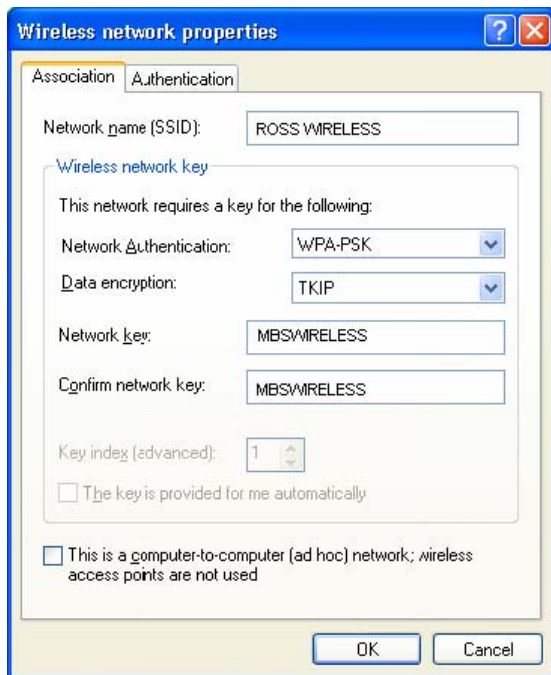 Wireless network properties
?
Association
Authentication
Network name (SSID):
ROSS WIRELESS
Wireless network key
This network requires a key for the following:
Network Authentication:
WPA-PSK
Data encryption:
TKIP
Network key:
MBSWIRELESS
Confirm network key:
MBSWIRELESS
Key index (advanced):
1
The key is provided for me automatically
This is a computer-to-computer (ad hoc) network; wireless
access points are not used
OK
Cancel